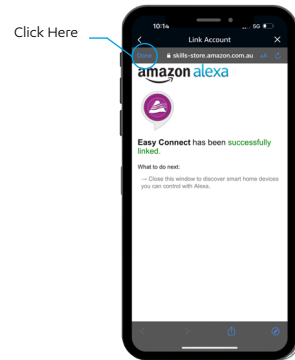 Click Here
10:14
5G
Link Account
Done
skills-store.amazon.com.au
AA
amazon alexa
Easy Connect has been successfully
linked.
What to do next:
→ Close this window to discover smart home devices
you can control with Alexa.